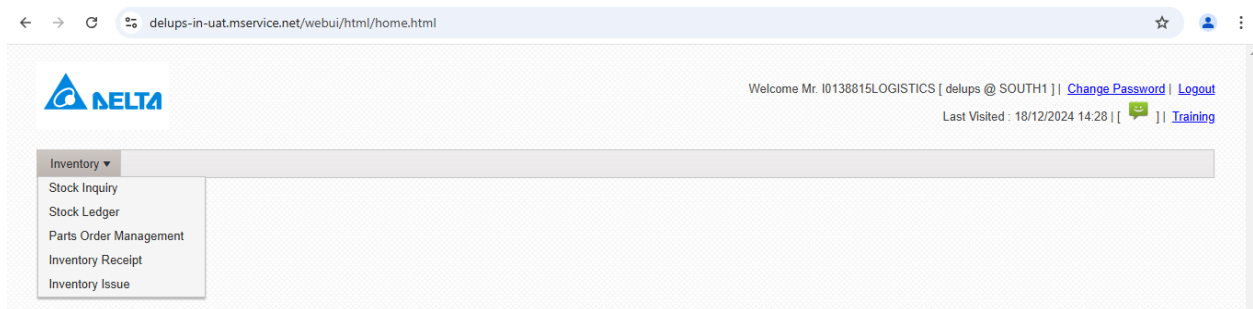 delups-in-uat.mservice.net/webui/html/home.html
DELTA
Welcome Mr. I0138815LOGISTICS [ delups @ SOUTH1 ] | Change Password | Logout
Last Visited : 18/12/2024 14:28 | [ ] | Training
Inventory ▾
Stock Inquiry
Stock Ledger
Parts Order Management
Inventory Receipt
Inventory Issue